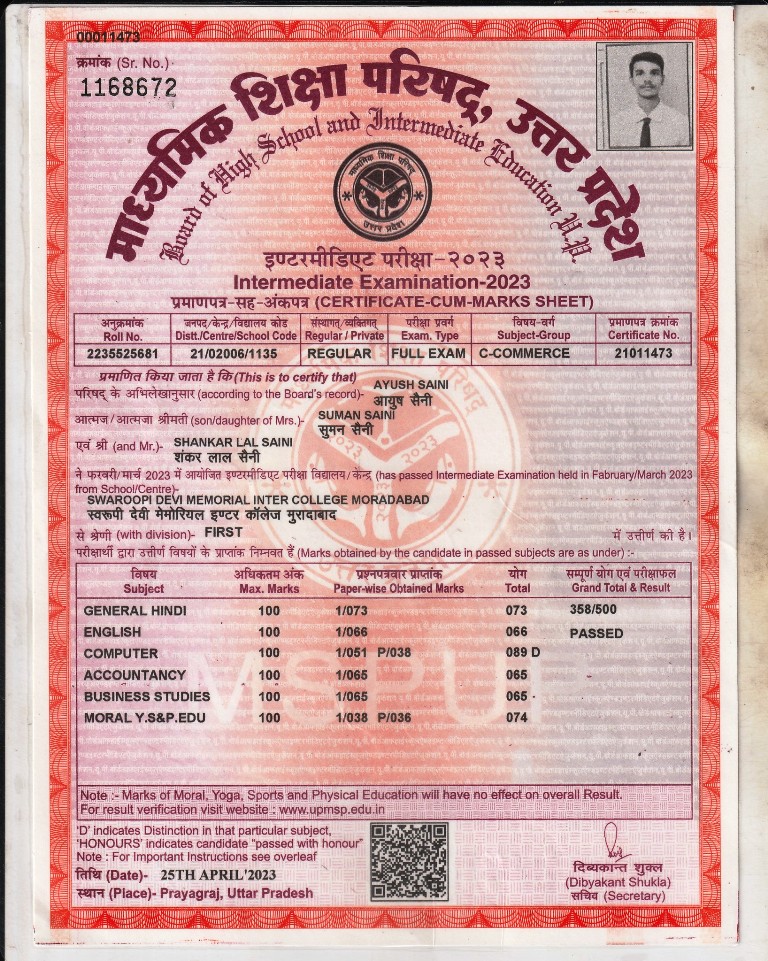 00011473
क्रमांक (Sr. No.)
1168672
माध्यमिक शिक्षा परिषद्, उत्तर प्रदेश
Board of High School and Intermediate Education U.P.
माध्यमिक शिक्षा परिषद
उत्तर प्रदेश
इण्टरमीडिएट परीक्षा-२०२३
Intermediate Examination-2023
प्रमाणपत्र-सह-अंकपत्र (CERTIFICATE-CUM-MARKS SHEET)
अनुक्रमांक जनपद/केन्द्र/विद्यालय कोड संस्थागत/व्यक्तिगत् परीक्षा प्रवर्ग विषय-वर्ग प्रमाणपत्र क्रमांक
Roll No. Distt./Centre/School Code Regular / Private Exam. Type Subject-Group Certificate No.
2235525681 21/02006/1135 REGULAR FULL EXAM C-COMMERCE 21011473
प्रमाणित किया जाता है कि (This is to certify that)
AYUSH SAINI
परिषद् के अभिलेखानुसार (according to the Board's record)- आयुष सैनी
SUMAN SAINI
आत्मज/आत्मजा श्रीमती (son/daughter of Mrs.)- सुमन सैनी
SHANKAR LAL SAINI
एवं श्री (and Mr.)- शंकर लाल सैनी
ने फरवरी/मार्च 2023 में आयोजित इण्टरमीडिएट परीक्षा विद्यालय/केन्द्र (has passed Intermediate Examination held in Fabruary/March 2023
from School/Centre)-
SWAROOPI DEVI MEMORIAL INTER COLLEGE MORADABAD
स्वरूपी देवी मेमोरियल इण्टर कॉलेज मुरादाबाद
से श्रेणी (with division)- FIRST में उत्तीर्ण की है।
परीक्षार्थी द्वारा उत्तीर्ण विषयों के प्राप्तांक निम्नवत हैं (Marks obtained by the candidate in passed subjects are as under) :-
विषय अधिकतम अंक प्रश्नपत्रवार प्राप्तांक योग सम्पूर्ण योग एवं परीक्षाफल
Subject Max. Marks Paper-wise Obtained Marks Total Grand Total & Result
GENERAL HINDI 100 1/073 073 358/500
ENGLISH 100 1/066 066 PASSED
COMPUTER 100 1/051 P/038 089 D
ACCOUNTANCY 100 1/065 065
BUSINESS STUDIES 100 1/065 065
MORAL Y.S&P.EDU 100 1/038 P/036 074
Note :- Marks of Moral, Yoga, Sports and Physical Education will have no effect on overall Result.
For result verification visit website : www.upmsp.edu.in
'D' indicates Distinction in that particular subject,
'HONOURS' indicates candidate "passed with honour"
Note : For Important Instructions see overleaf
तिथि (Date)- 25TH APRIL'2023
स्थान (Place)- Prayagraj, Uttar Pradesh
दिब्यकान्त शुक्ल
(Dibyakant Shukla)
सचिव (Secretary)